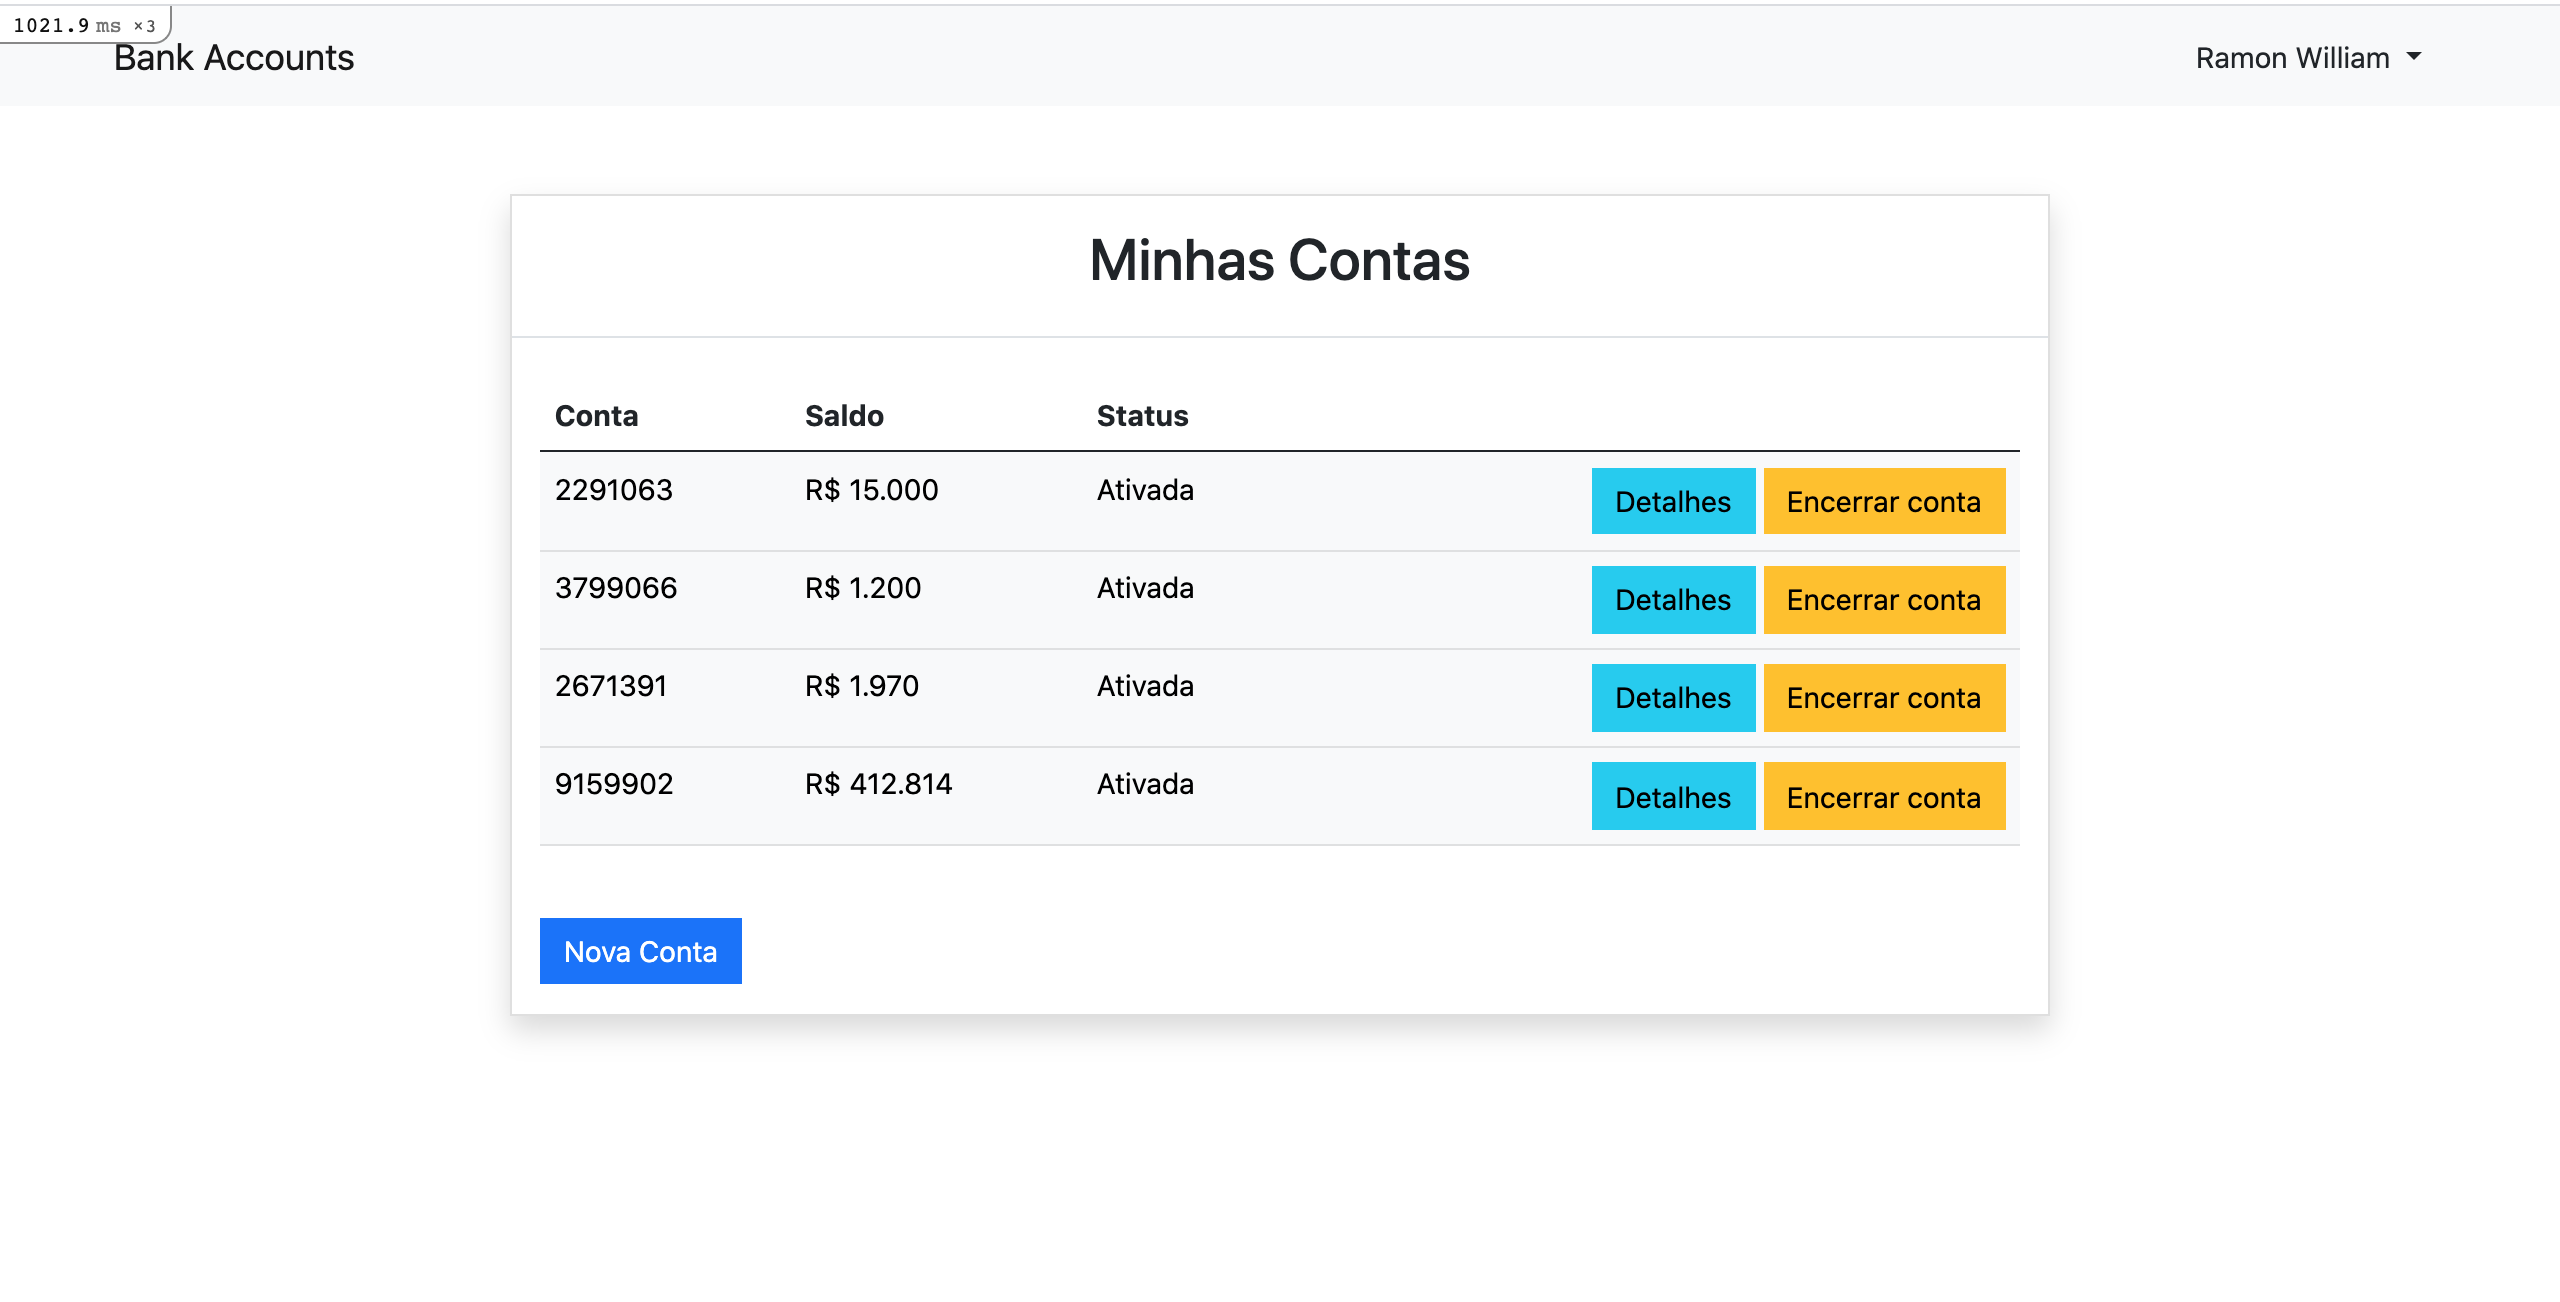 1021.9 ms ×3
Bank Accounts
Ramon William
Minhas Contas
Conta Saldo Status
2291063 R$ 15.000 Ativada Detalhes Encerrar conta
3799066 R$ 1.200 Ativada Detalhes Encerrar conta
2671391 R$ 1.970 Ativada Detalhes Encerrar conta
9159902 R$ 412.814 Ativada Detalhes Encerrar conta
Nova Conta